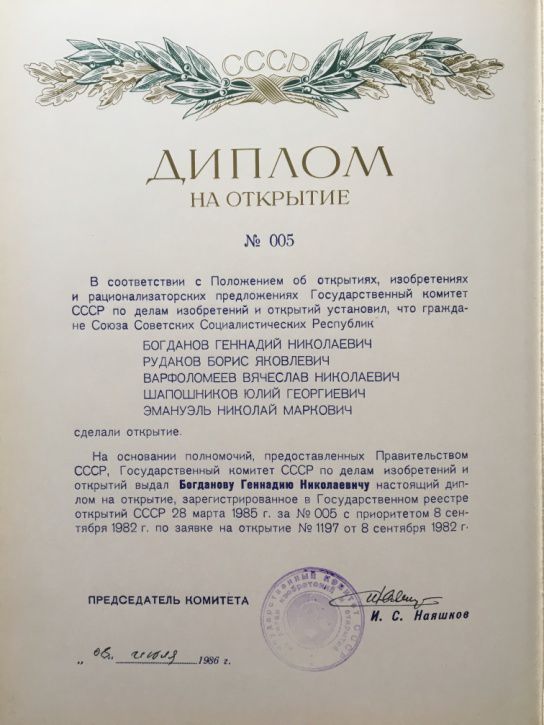 СССР
ДИПЛОМ
НА ОТКРЫТИЕ
№ 005
В соответствии с Положением об открытиях, изобретениях
и рационализаторских предложениях Государственный комитет
СССР по делам изобретений и открытий установил, что гражда-
не Союза Советских Социалистических Республик
БОГДАНОВ ГЕННАДИЙ НИКОЛАЕВИЧ
РУДАКОВ БОРИС ЯКОВЛЕВИЧ
ВАРФОЛОМЕЕВ ВЯЧЕСЛАВ НИКОЛАЕВИЧ
ШАПОШНИКОВ ЮЛИЙ ГЕОРГИЕВИЧ
ЭМАНУЭЛЬ НИКОЛАЙ МАРКОВИЧ
сделали открытие.
На основании полномочий, предоставленных Правительством
СССР, Государственный комитет СССР по делам изобретений и
открытий выдал Богданову Геннадию Николаевичу настоящий дип-
лом на открытие, зарегистрированное в Государственном реестре
открытий СССР 28 марта 1985 г. за № 005 с приоритетом 8 сен-
тября 1982 г. по заявке на открытие № 1197 от 8 сентября 1982 г.
ПРЕДСЕДАТЕЛЬ КОМИТЕТА
И. С. Наяшков
„08" июля 1986 г.